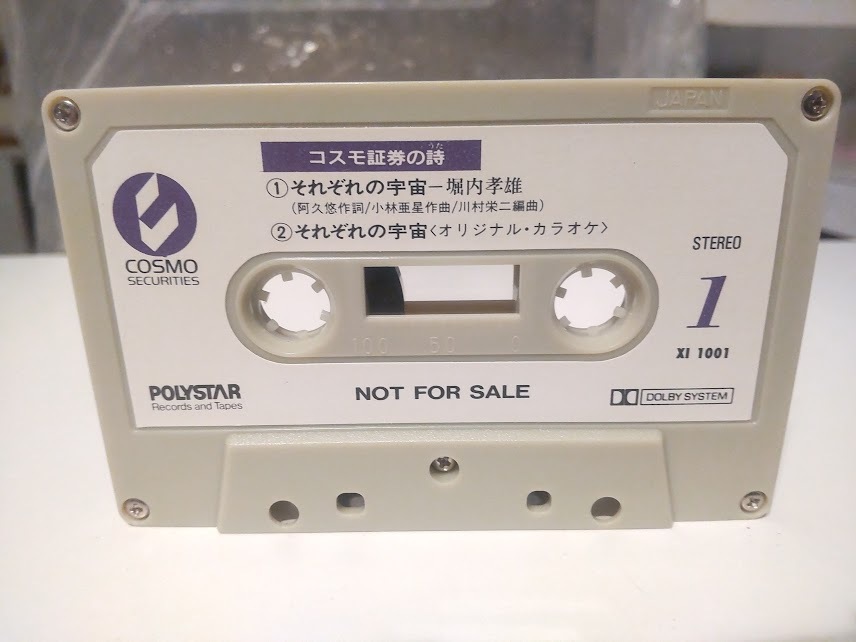 JAPAN
コスモ証券の詩
うた
①それぞれの宇宙ー堀内孝雄
(阿久悠作詞/小林亜星作曲/川村栄二編曲)
②それぞれの宇宙〈オリジナル・カラオケ〉
COSMO
SECURITIES
STEREO
1
XI 1001
100 50 0
POLYSTAR
Records and Tapes
NOT FOR SALE
DOLBY SYSTEM